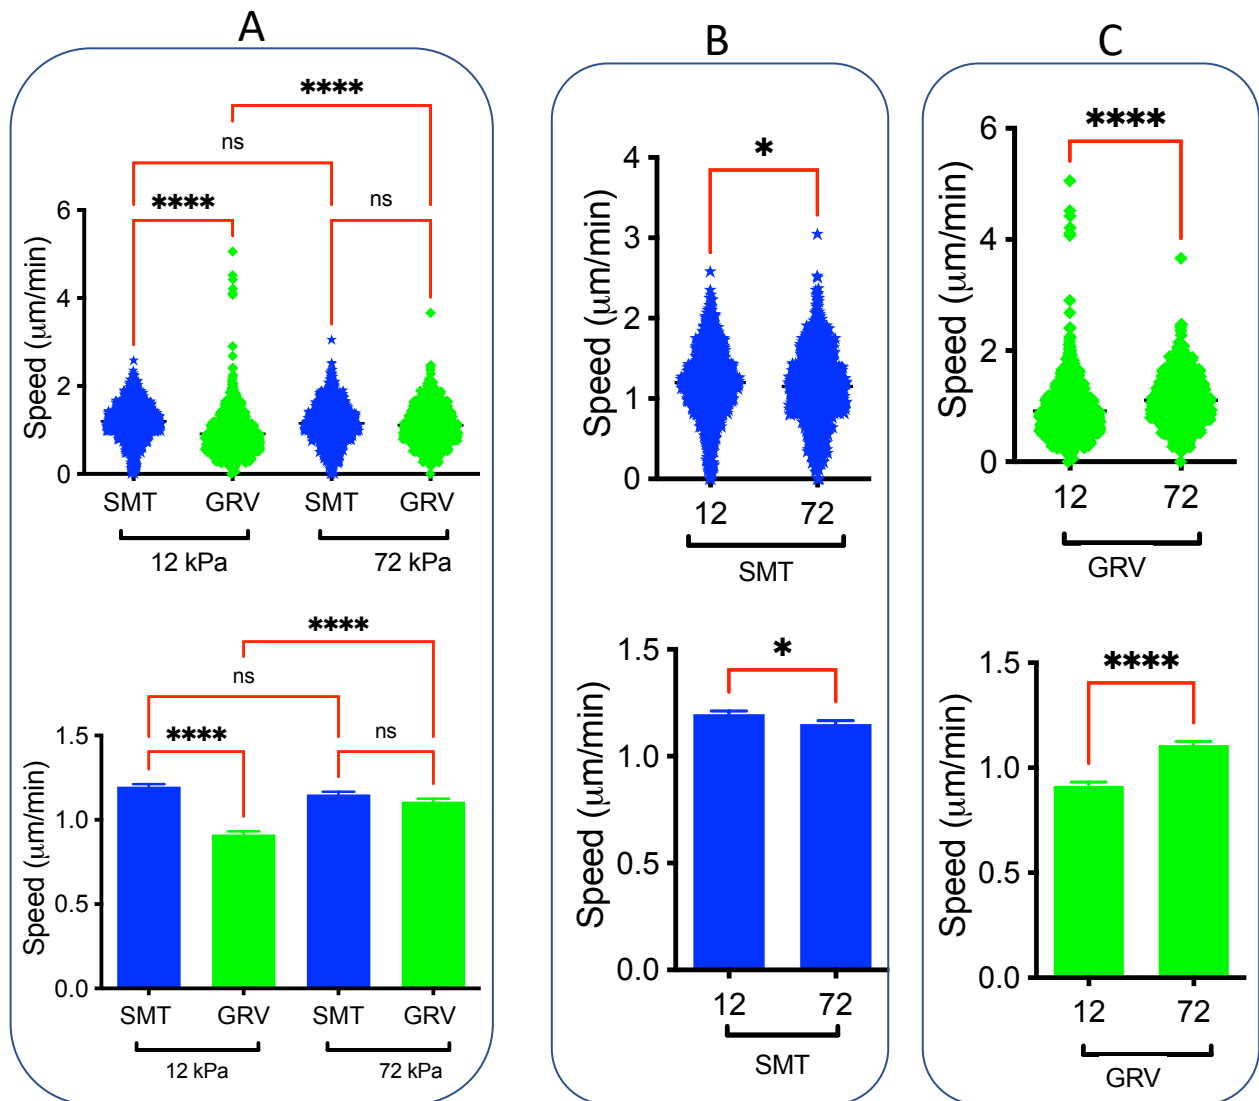 A
****
ns
****
ns
Speed (μm/min)
6
4
2
0
SMT GRV SMT GRV
12 kPa 72 kPa
****
ns
****
ns
Speed (μm/min)
1.5
1.0
0.5
0.0
SMT GRV SMT GRV
12 kPa 72 kPa
B
*
Speed (μm/min)
4
3
2
1
0
12 72
SMT
*
Speed (μm/min)
1.5
1.0
0.5
0.0
12 72
SMT
C
****
Speed (μm/min)
6
4
2
0
12 72
GRV
****
Speed (μm/min)
1.5
1.0
0.5
0.0
12 72
GRV